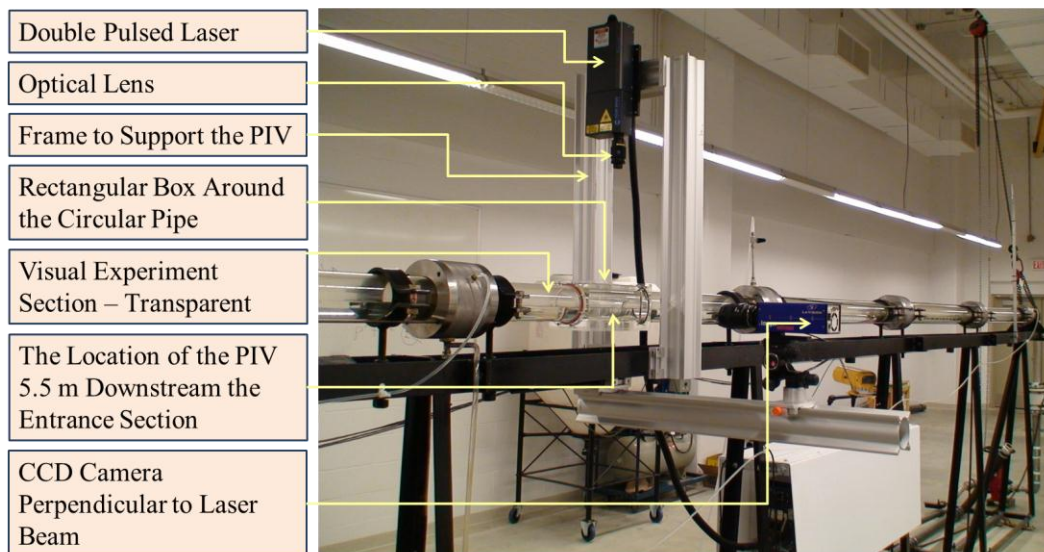 Double Pulsed Laser
Optical Lens
Frame to Support the PIV
Rectangular Box Around
the Circular Pipe
Visual Experiment
Section – Transparent
The Location of the PIV
5.5 m Downstream the
Entrance Section
CCD Camera
Perpendicular to Laser
Beam